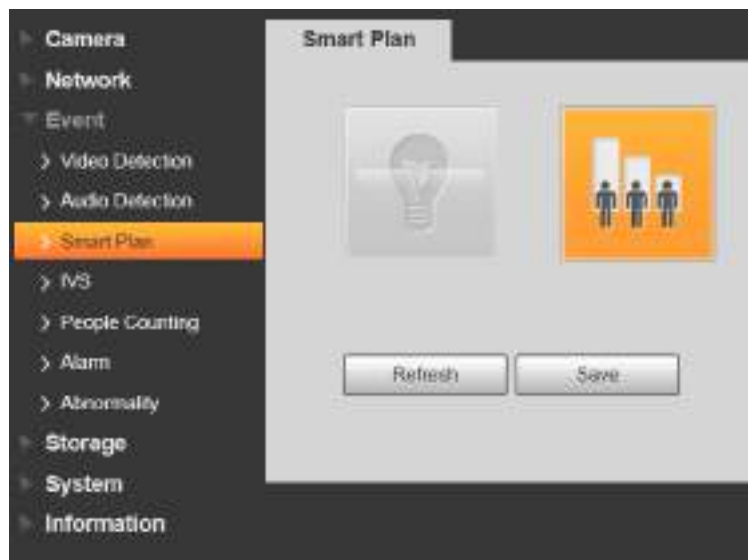 Camera
Network
Event
Video Detection
Audio Detection
Smart Plan
IVS
People Counting
Alarm
Abnormality
Storage
System
Information
Smart Plan
Refresh
Save